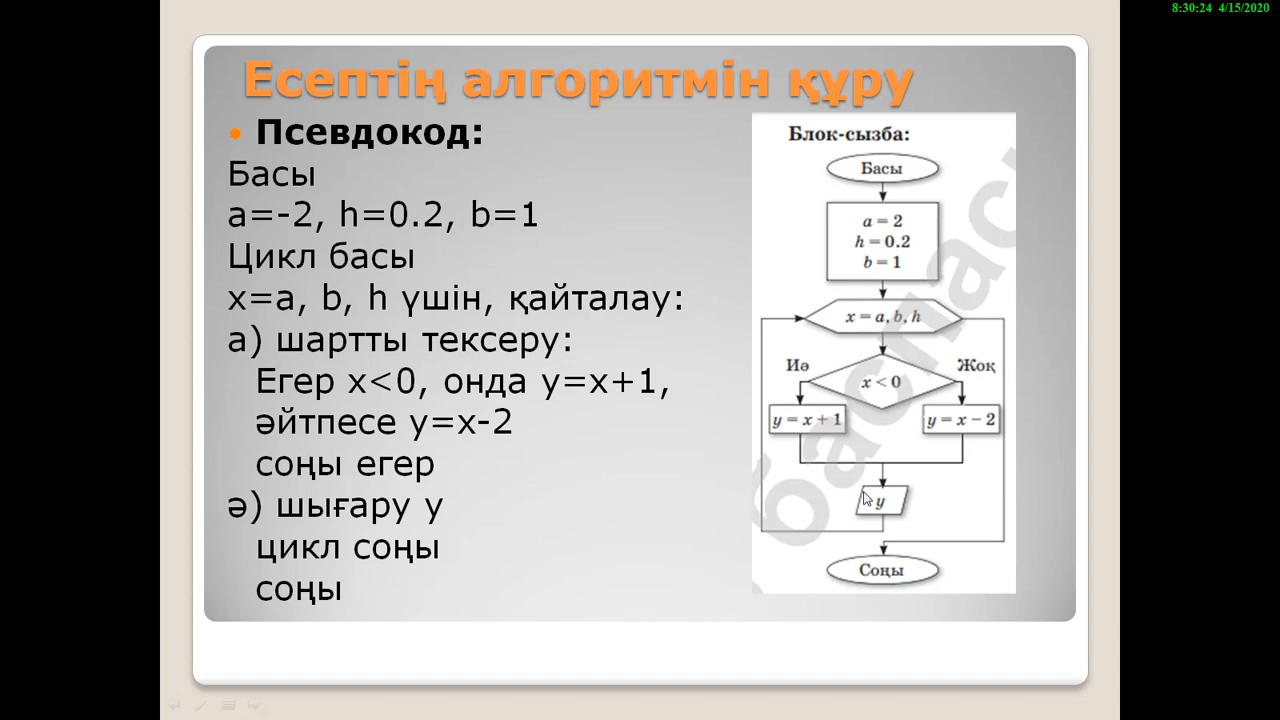 8:30:24 4/15/2020
Есептің алгоритмін құру
Псевдокод:
Басы
a=-2, h=0.2, b=1
Цикл басы
x=a, b, h үшін, қайталау:
а) шартты тексеру:
Егер x<0, онда y=x+1,
әйтпесе y=x-2
соңы егер
ә) шығару y
цикл соңы
соңы
Блок-сызба:
Басы
a = 2
h = 0.2
b = 1
x = a, b, h
Иә
Жоқ
x < 0
y = x + 1
y = x − 2
y
Соңы